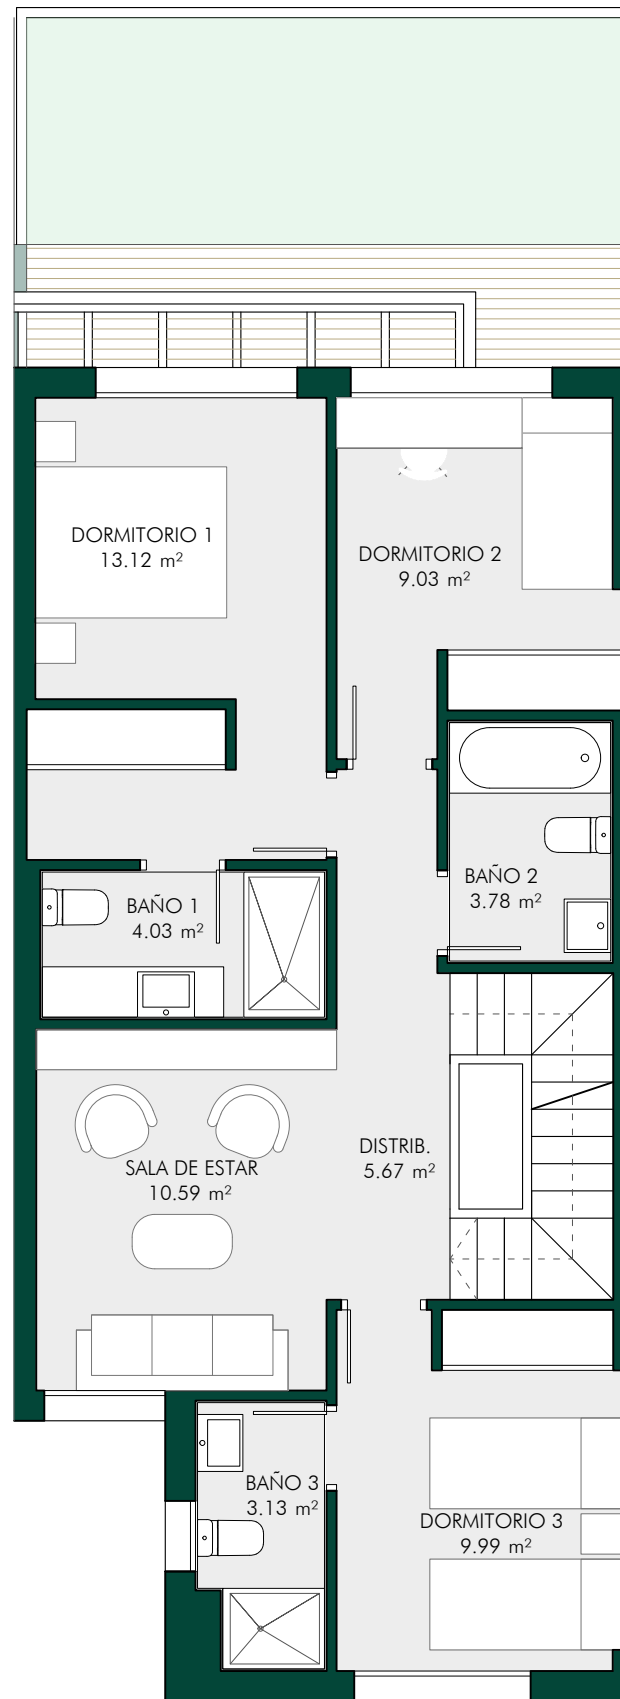 DORMITORIO 1
13.12 m²
DORMITORIO 2
9.03 m²
BAÑO 1
4.03 m²
BAÑO 2
3.78 m²
SALA DE ESTAR
10.59 m²
DISTRIB.
5.67 m²
BAÑO 3
3.13 m²
DORMITORIO 3
9.99 m²